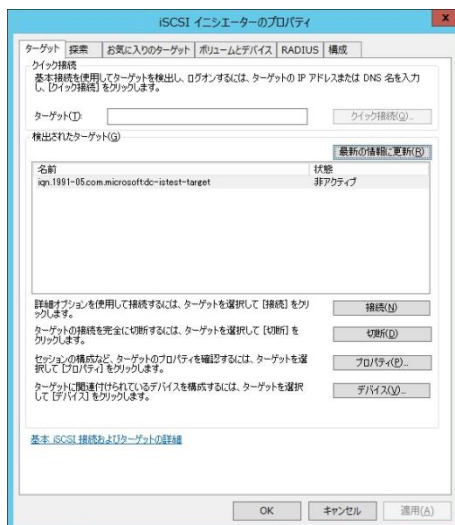 iSCSI イニシエーターのプロパティ
x
ターゲット 探索 お気に入りのターゲット ボリュームとデバイス RADIUS 構成
クイック接続
基本接続を使用してターゲットを検出し、ログオンするには、ターゲットの IP アドレスまたは DNS 名を入力
し、[クイック接続] をクリックします。
ターゲット(T):
クイック接続(Q)...
検出されたターゲット(G)
最新の情報に更新(R)
名前 状態
iqn.1991-05.com.microsoft:dc-istest-target 非アクティブ
詳細オプションを使用して接続するには、ターゲットを選択して [接続] をクリ
ックします。
接続(N)
ターゲットの接続を完全に切断するには、ターゲットを選択して [切断] を
クリックします。
切断(D)
セッションの構成など、ターゲットのプロパティを確認するには、ターゲットを選
択して [プロパティ] をクリックします。
プロパティ(P)...
ターゲットに関連付けられているデバイスを構成するには、ターゲットを選択
して [デバイス] をクリックします。
デバイス(V)...
基本 iSCSI 接続およびターゲットの詳細
OK キャンセル 適用(A)